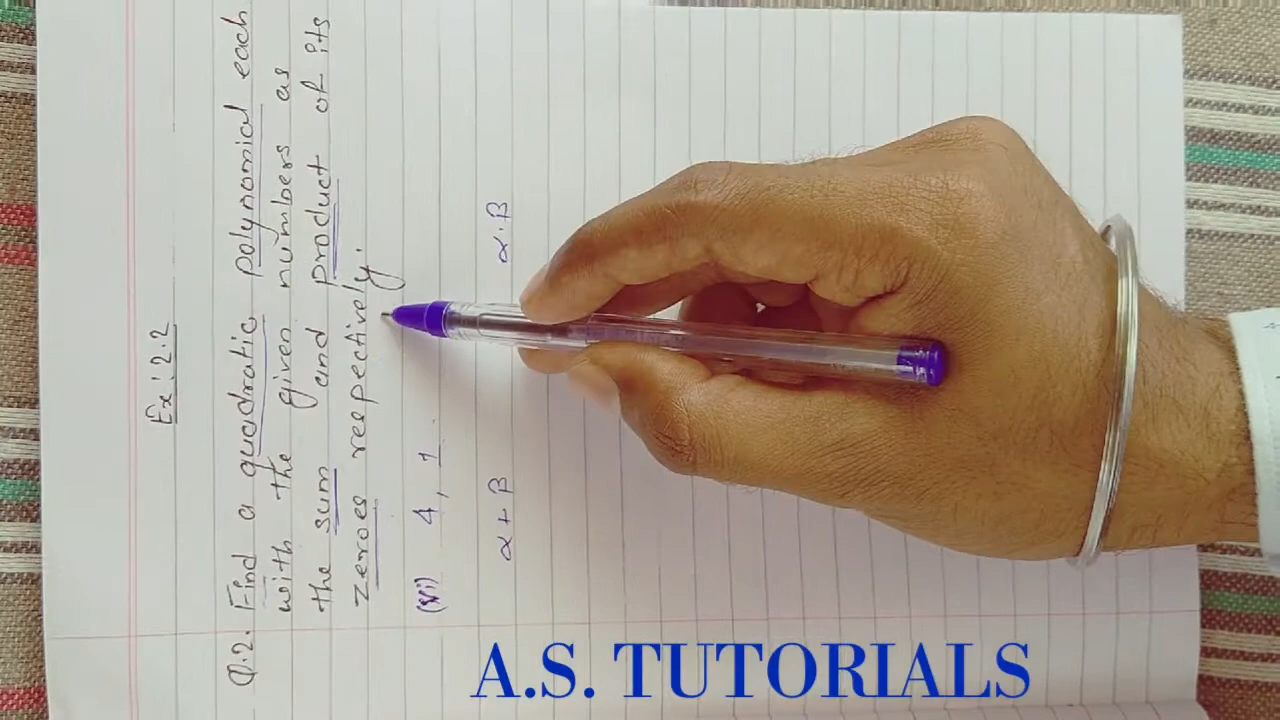 Ex: 2.2
Q.2. Find a quadratic polynomial each
with the given numbers as
the sum and product of its
zeroes respectively.
(vi) 4, 1
α + β α.β
A.S. TUTORIALS